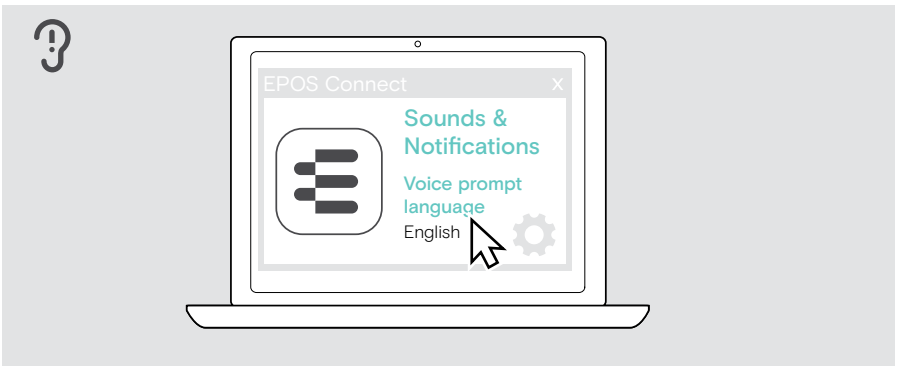 EPOS Connect X
Sounds &
Notifications
Voice prompt
language
English